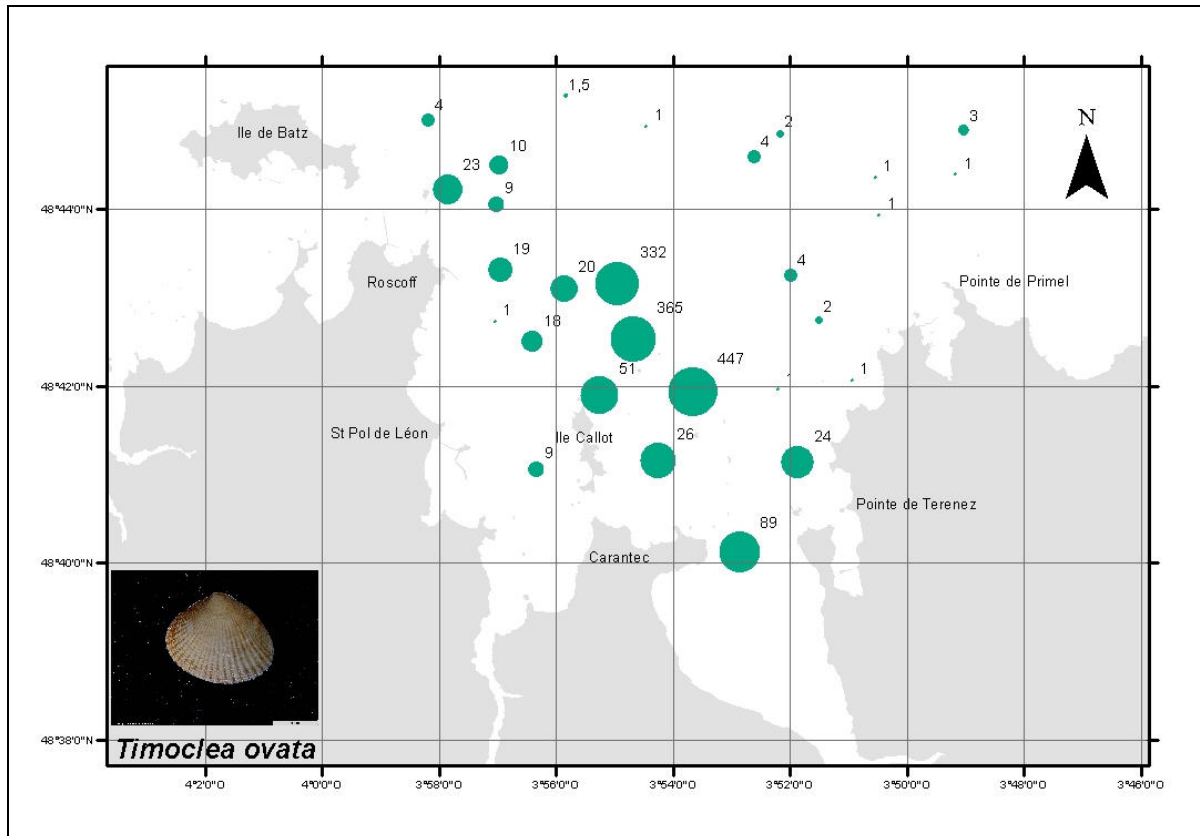 1,5
4
1
2
3
N
Ile de Batz
10
4
23
1
1
9
1
48°44'0"N
19
332
20
4
Roscoff
Pointe de Primel
365
1
18
2
447
51
1
48°42'0"N
St Pol de Léon
Ile Callot
26
24
9
Pointe de Terenez
89
Carantec
48°40'0"N
48°38'0"N
Timoclea ovata
4°2'0"O
4°0'0"O
3°58'0"O
3°56'0"O
3°54'0"O
3°52'0"O
3°50'0"O
3°48'0"O
3°46'0"O